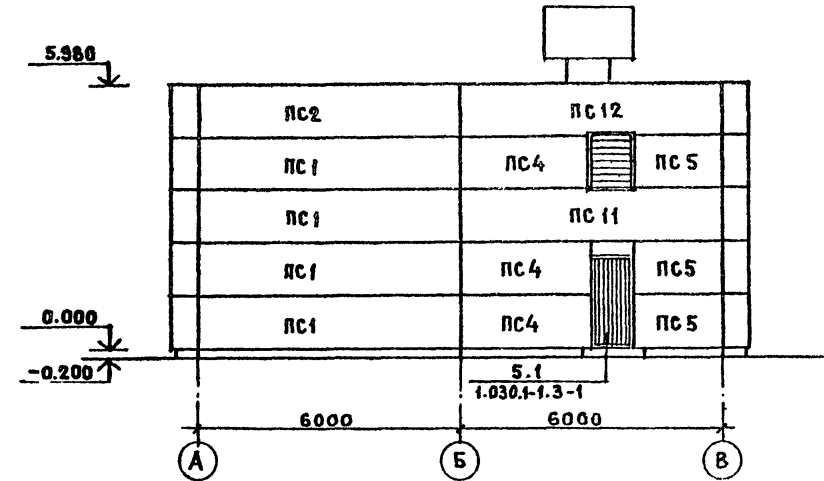 5.980
ПС2 ПС12
ПС1 ПС4 ПС5
ПС1 ПС11
ПС1 ПС4 ПС5
0.000
ПС1 ПС4 ПС5
-0.200
5.1
1.030.1-1.3-1
6000 6000
А Б В